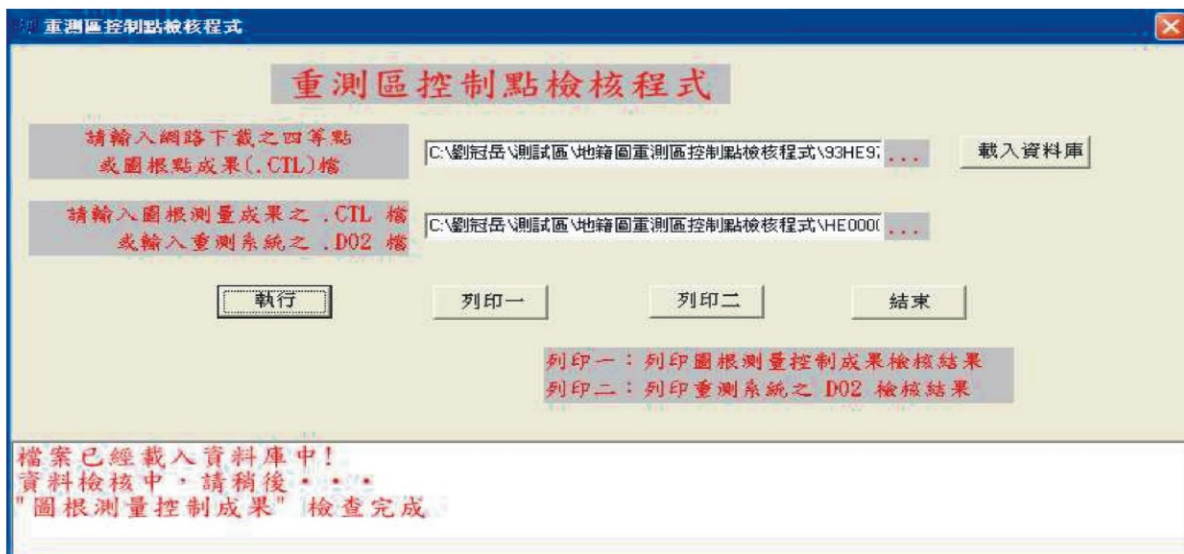 重測區控制點檢核程式
重測區控制點檢核程式
請輸入網路下載之四等點
或圖根點成果(.CTL)檔
C:\劉冠岳\測試區\地籍圖重測區控制點檢核程式\93HE97
...
載入資料庫
請輸入圖根測量成果之 .CTL 檔
或輸入重測系統之 .D02 檔
C:\劉冠岳\測試區\地籍圖重測區控制點檢核程式\HE000(
...
執行
列印一
列印二
結束
列印一：列印圖根測量控制成果檢核結果
列印二：列印重測系統之 D02 檢核結果
檔案已經載入資料庫中!
資料檢核中，請稍後・・・
"圖根測量控制成果" 檢查完成